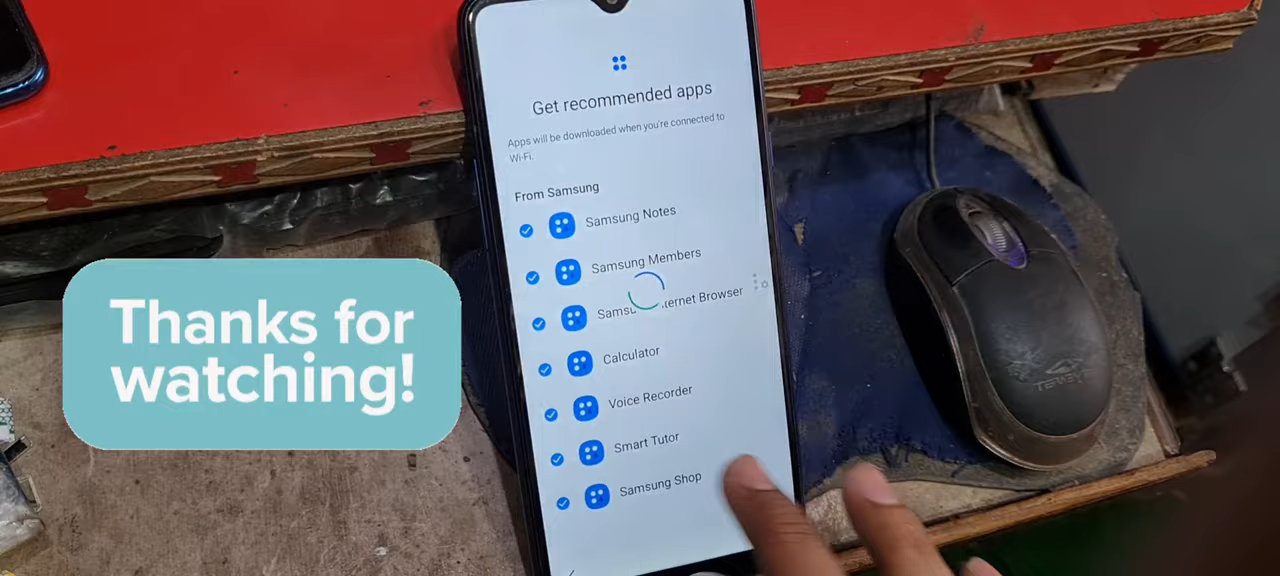 Get recommended apps
Apps will be downloaded when you're connected to
Wi-Fi.
From Samsung
Samsung Notes
Samsung Members
Browser
Calculator
Voice Recorder
Smart Tutor
Samsung Shop
Thanks for
watching!